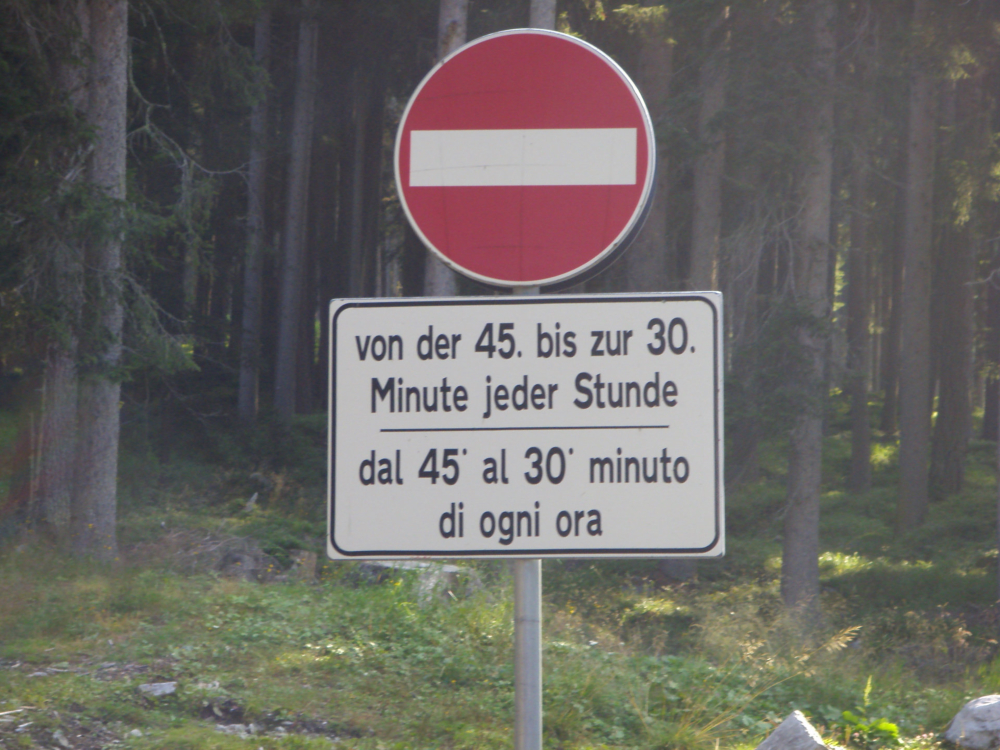 von der 45. bis zur 30.
Minute jeder Stunde
dal 45' al 30' minuto
di ogni ora